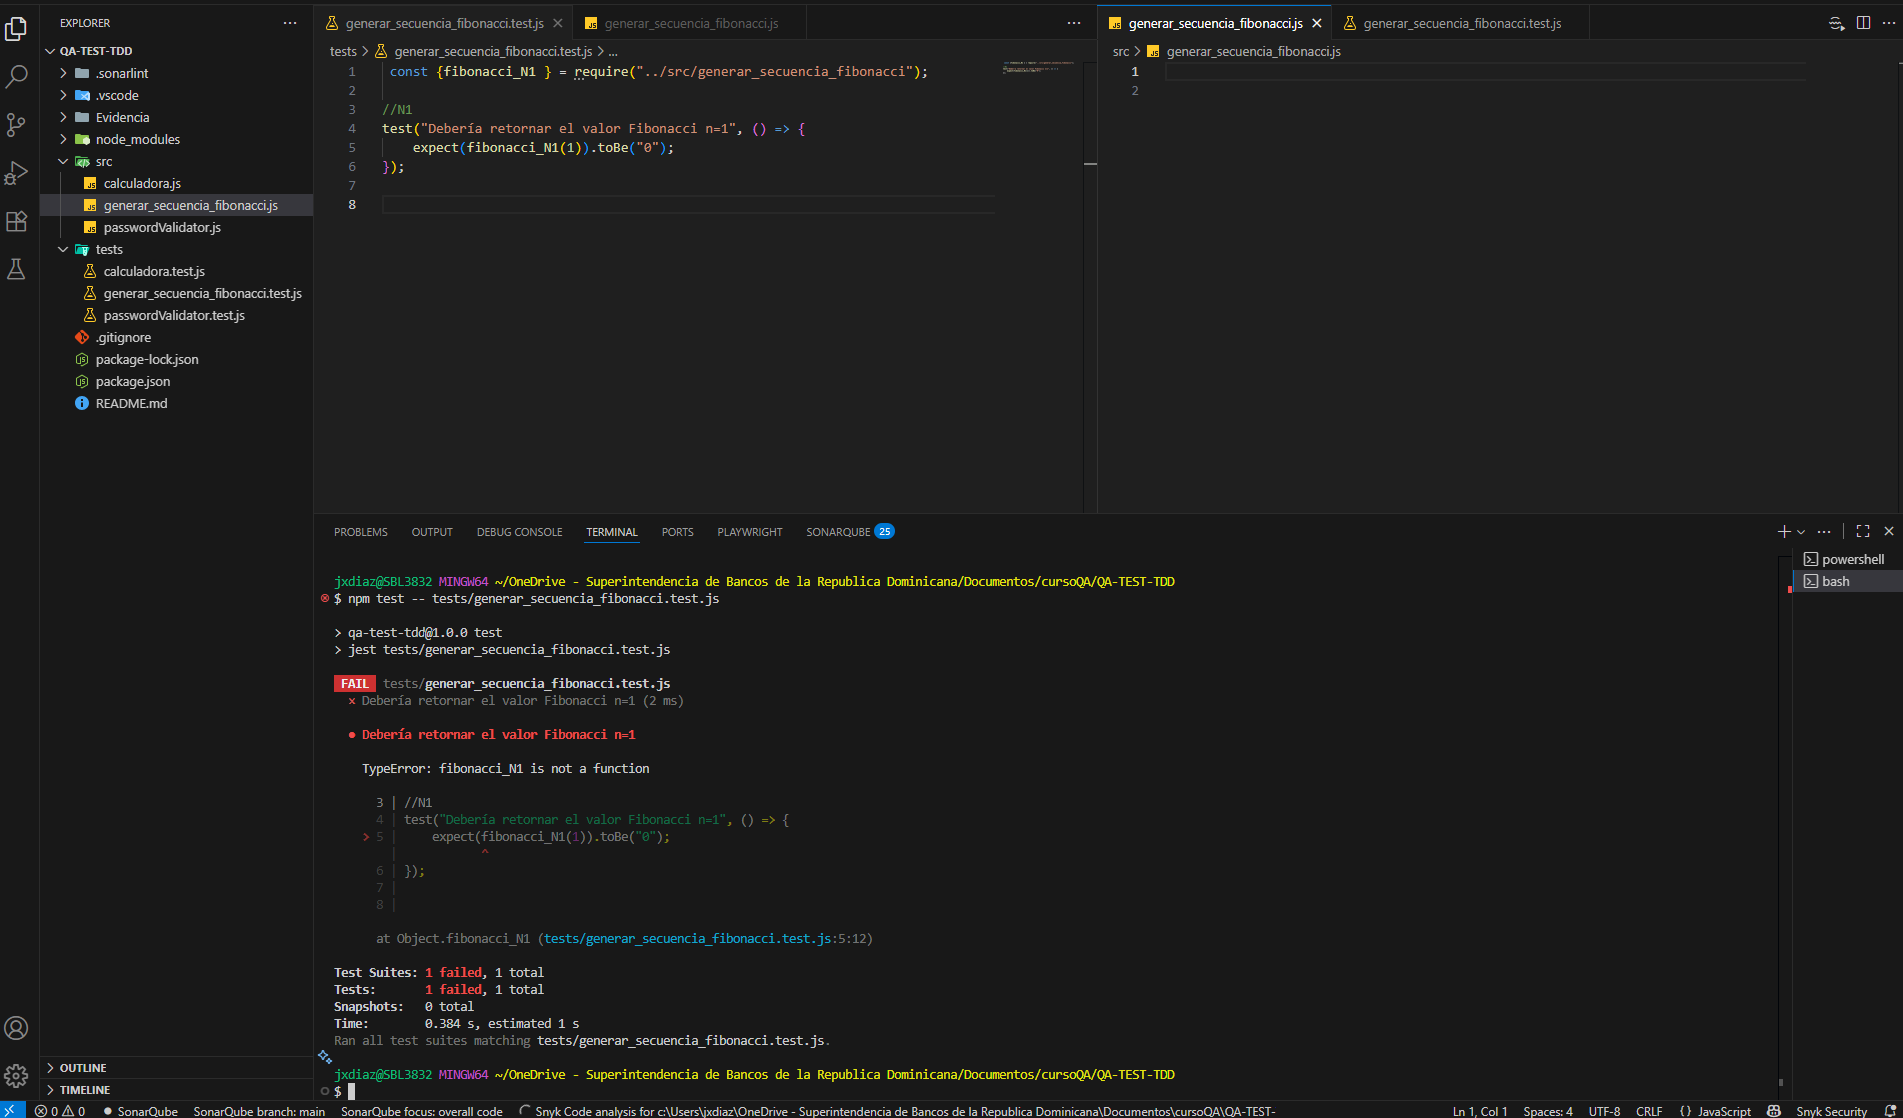 EXPLORER
QA-TEST-TDD
.sonarlint
.vscode
Evidencia
node_modules
src
calculadora.js
generar_secuencia_fibonacci.js
passwordValidator.js
tests
calculadora.test.js
generar_secuencia_fibonacci.test.js
passwordValidator.test.js
.gitignore
package-lock.json
package.json
README.md
OUTLINE
TIMELINE
generar_secuencia_fibonacci.test.js
generar_secuencia_fibonacci.js
tests > generar_secuencia_fibonacci.test.js > ...
1 const {fibonacci_N1 } = require("../src/generar_secuencia_fibonacci");
2
3 //N1
4 test("Debería retornar el valor Fibonacci n=1", () => {
5 expect(fibonacci_N1(1)).toBe("0");
6 });
7
8
generar_secuencia_fibonacci.js
generar_secuencia_fibonacci.test.js
src > generar_secuencia_fibonacci.js
1
2
PROBLEMS OUTPUT DEBUG CONSOLE TERMINAL PORTS PLAYWRIGHT SONARQUBE 25
powershell
bash
jxdiaz@SBL3832 MINGW64 ~/OneDrive - Superintendencia de Bancos de la Republica Dominicana/Documentos/cursoQA/QA-TEST-TDD
$ npm test -- tests/generar_secuencia_fibonacci.test.js
> qa-test-tdd@1.0.0 test
> jest tests/generar_secuencia_fibonacci.test.js
FAIL tests/generar_secuencia_fibonacci.test.js
× Debería retornar el valor Fibonacci n=1 (2 ms)
● Debería retornar el valor Fibonacci n=1
TypeError: fibonacci_N1 is not a function
3 | //N1
4 | test("Debería retornar el valor Fibonacci n=1", () => {
> 5 | expect(fibonacci_N1(1)).toBe("0");
| ^
6 | });
7 |
8 |
at Object.fibonacci_N1 (tests/generar_secuencia_fibonacci.test.js:5:12)
Test Suites: 1 failed, 1 total
Tests: 1 failed, 1 total
Snapshots: 0 total
Time: 0.384 s, estimated 1 s
Ran all test suites matching tests/generar_secuencia_fibonacci.test.js.
jxdiaz@SBL3832 MINGW64 ~/OneDrive - Superintendencia de Bancos de la Republica Dominicana/Documentos/cursoQA/QA-TEST-TDD
$
0 0 SonarQube SonarQube branch: main SonarQube focus: overall code Snyk Code analysis for c:\Users\jxdiaz\OneDrive - Superintendencia de Bancos de la Republica Dominicana\Documentos\cursoQA\QA-TEST- Ln 1, Col 1 Spaces: 4 UTF-8 CRLF {} JavaScript Snyk Security